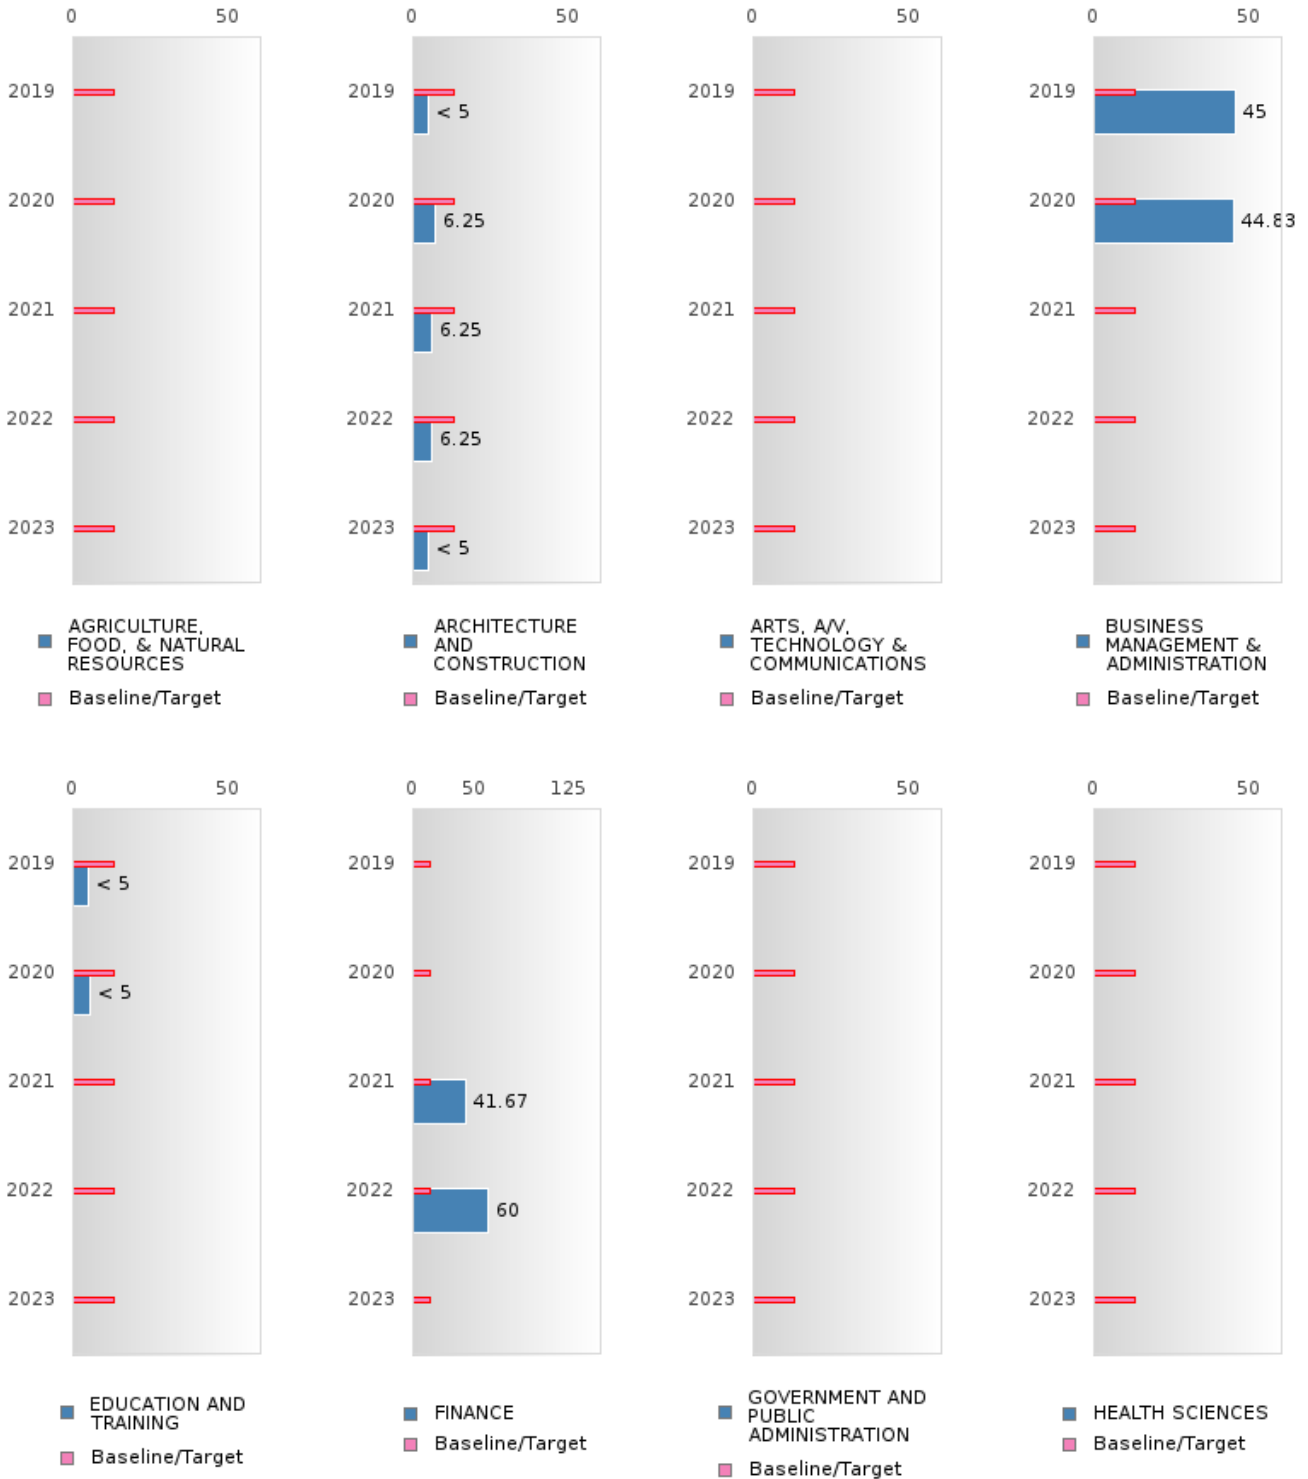 0 50
2019
2020
2021
2022
2023
AGRICULTURE,
FOOD, & NATURAL
RESOURCES
Baseline/Target
0 50
2019
< 5
2020
6.25
2021
6.25
2022
6.25
2023
< 5
ARCHITECTURE
AND
CONSTRUCTION
Baseline/Target
0 50
2019
2020
2021
2022
2023
ARTS, A/V,
TECHNOLOGY &
COMMUNICATIONS
Baseline/Target
0 50
2019
45
2020
44.83
2021
2022
2023
BUSINESS
MANAGEMENT &
ADMINISTRATION
Baseline/Target
0 50
2019
< 5
2020
< 5
2021
2022
2023
EDUCATION AND
TRAINING
Baseline/Target
0 50 125
2019
2020
2021
41.67
2022
60
2023
FINANCE
Baseline/Target
0 50
2019
2020
2021
2022
2023
GOVERNMENT AND
PUBLIC
ADMINISTRATION
Baseline/Target
0 50
2019
2020
2021
2022
2023
HEALTH SCIENCES
Baseline/Target